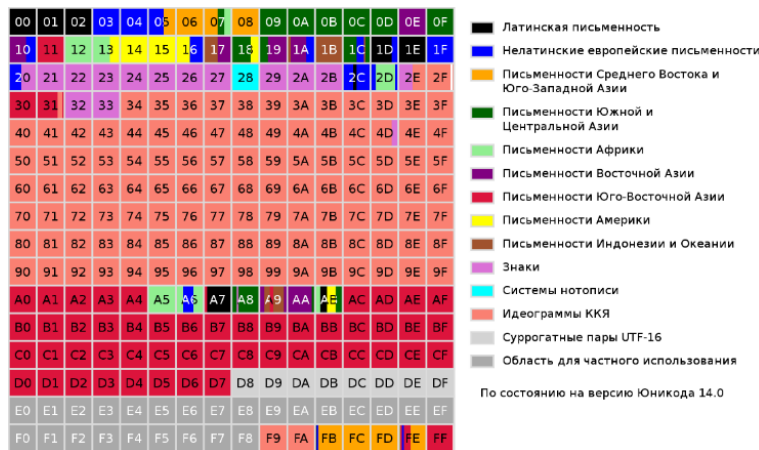 00 01 02 03 04 05 06 07 08 09 0A 0B 0C 0D 0E 0F
10 11 12 13 14 15 16 17 18 19 1A 1B 1C 1D 1E 1F
20 21 22 23 24 25 26 27 28 29 2A 2B 2C 2D 2E 2F
30 31 32 33 34 35 36 37 38 39 3A 3B 3C 3D 3E 3F
40 41 42 43 44 45 46 47 48 49 4A 4B 4C 4D 4E 4F
50 51 52 53 54 55 56 57 58 59 5A 5B 5C 5D 5E 5F
60 61 62 63 64 65 66 67 68 69 6A 6B 6C 6D 6E 6F
70 71 72 73 74 75 76 77 78 79 7A 7B 7C 7D 7E 7F
80 81 82 83 84 85 86 87 88 89 8A 8B 8C 8D 8E 8F
90 91 92 93 94 95 96 97 98 99 9A 9B 9C 9D 9E 9F
A0 A1 A2 A3 A4 A5 A6 A7 A8 A9 AA AB AC AD AE AF
B0 B1 B2 B3 B4 B5 B6 B7 B8 B9 BA BB BC BD BE BF
C0 C1 C2 C3 C4 C5 C6 C7 C8 C9 CA CB CC CD CE CF
D0 D1 D2 D3 D4 D5 D6 D7 D8 D9 DA DB DC DD DE DF
E0 E1 E2 E3 E4 E5 E6 E7 E8 E9 EA EB EC ED EE EF
F0 F1 F2 F3 F4 F5 F6 F7 F8 F9 FA FB FC FD FE FF
Латинская письменность
Нелатинские европейские письменности
Письменности Среднего Востока и
Юго-Западной Азии
Письменности Южной и
Центральной Азии
Письменности Африки
Письменности Восточной Азии
Письменности Юго-Восточной Азии
Письменности Америки
Письменности Индонезии и Океании
Знаки
Системы нотописи
Идеограммы ККЯ
Суррогатные пары UTF-16
Область для частного использования
По состоянию на версию Юникода 14.0